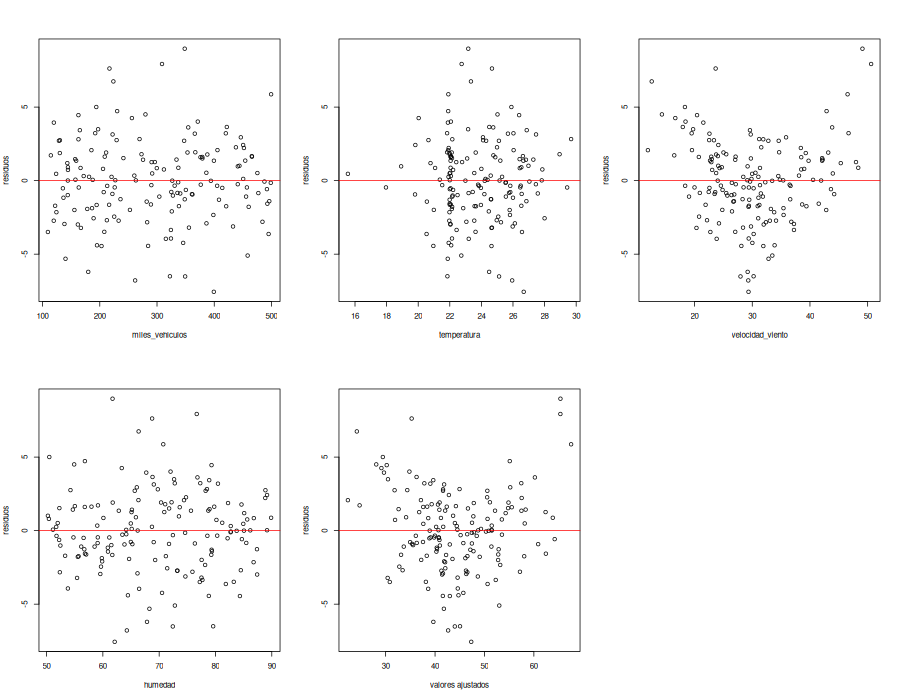 residuos
5
0
-5
100 200 300 400 500
miles_vehiculos
residuos
5
0
-5
16 18 20 22 24 26 28 30
temperatura
residuos
5
0
-5
20 30 40 50
velocidad_viento
residuos
5
0
-5
50 60 70 80 90
humedad
residuos
5
0
-5
30 40 50 60
valores ajustados